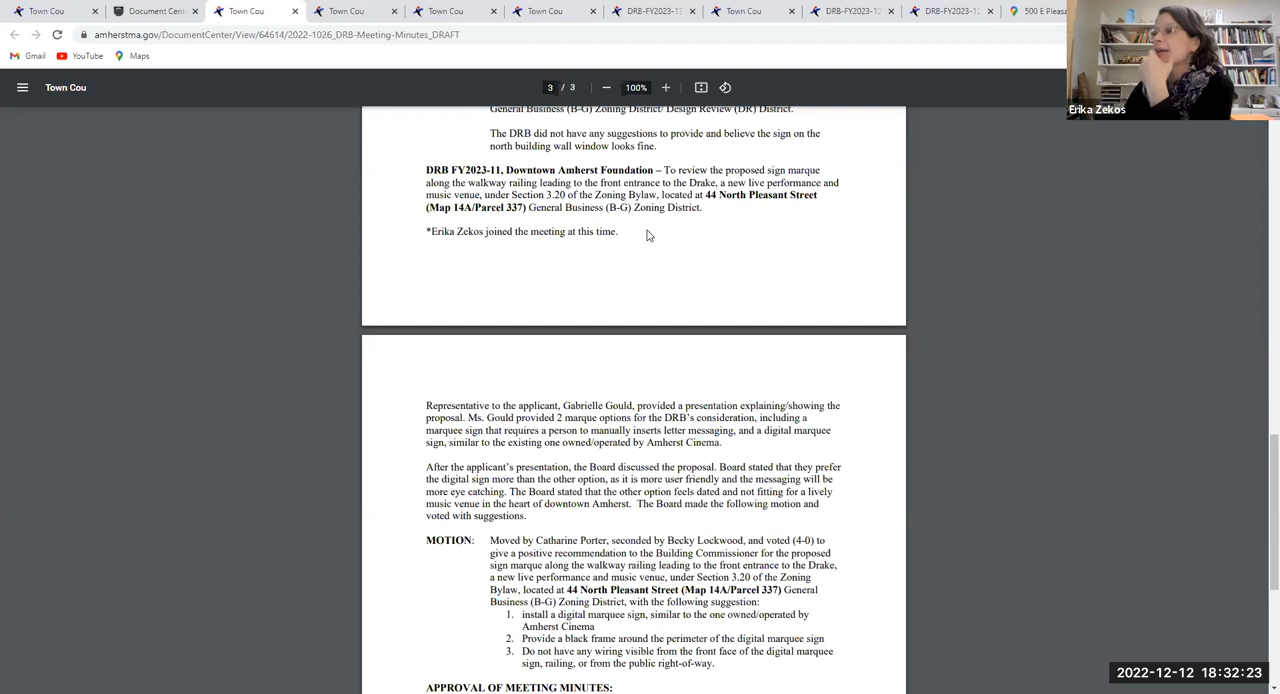 Town Cou
Document Cent
Town Cou
Town Cou
Town Cou
Town Cou
DRB-FY2023-1
Town Cou
DRB-FY2023-12
DRB-FY2023-12
500 E Pleas
amherstma.gov/DocumentCenter/View/64614/2022-1026_DRB-Meeting-Minutes_DRAFT
Gmail YouTube Maps
Town Cou
3 / 3
100%
Erika Zekos
General Business (B-G) Zoning District/ Design Review (DR) District.
The DRB did not have any suggestions to provide and believe the sign on the
north building wall window looks fine.
DRB FY2023-11, Downtown Amherst Foundation – To review the proposed sign marque
along the walkway railing leading to the front entrance to the Drake, a new live performance and
music venue, under Section 3.20 of the Zoning Bylaw, located at 44 North Pleasant Street
(Map 14A/Parcel 337) General Business (B-G) Zoning District.
*Erika Zekos joined the meeting at this time.
Representative to the applicant, Gabrielle Gould, provided a presentation explaining/showing the
proposal. Ms. Gould provided 2 marque options for the DRB's consideration, including a
marquee sign that requires a person to manually inserts letter messaging, and a digital marquee
sign, similar to the existing one owned/operated by Amherst Cinema.
After the applicant's presentation, the Board discussed the proposal. Board stated that they prefer
the digital sign more than the other option, as it is more user friendly and the messaging will be
more eye catching. The Board stated that the other option feels dated and not fitting for a lively
music venue in the heart of downtown Amherst. The Board made the following motion and
voted with suggestions.
MOTION: Moved by Catharine Porter, seconded by Becky Lockwood, and voted (4-0) to
give a positive recommendation to the Building Commissioner for the proposed
sign marque along the walkway railing leading to the front entrance to the Drake,
a new live performance and music venue, under Section 3.20 of the Zoning
Bylaw, located at 44 North Pleasant Street (Map 14A/Parcel 337) General
Business (B-G) Zoning District, with the following suggestion:
1. install a digital marquee sign, similar to the one owned/operated by
Amherst Cinema
2. Provide a black frame around the perimeter of the digital marquee sign
3. Do not have any wiring visible from the front face of the digital marquee
sign, railing, or from the public right-of-way.
APPROVAL OF MEETING MINUTES:
2022-12-12 18:32:23